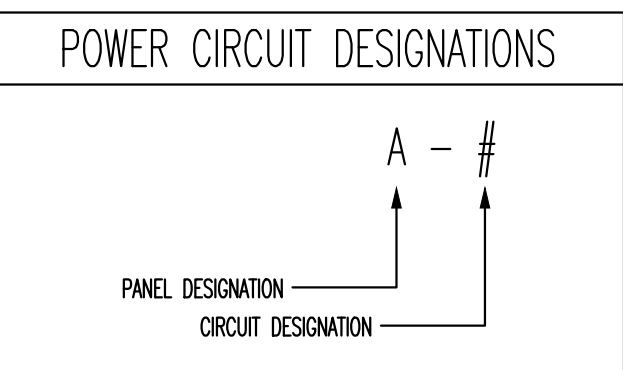 POWER CIRCUIT DESIGNATIONS
A - #
PANEL DESIGNATION
CIRCUIT DESIGNATION